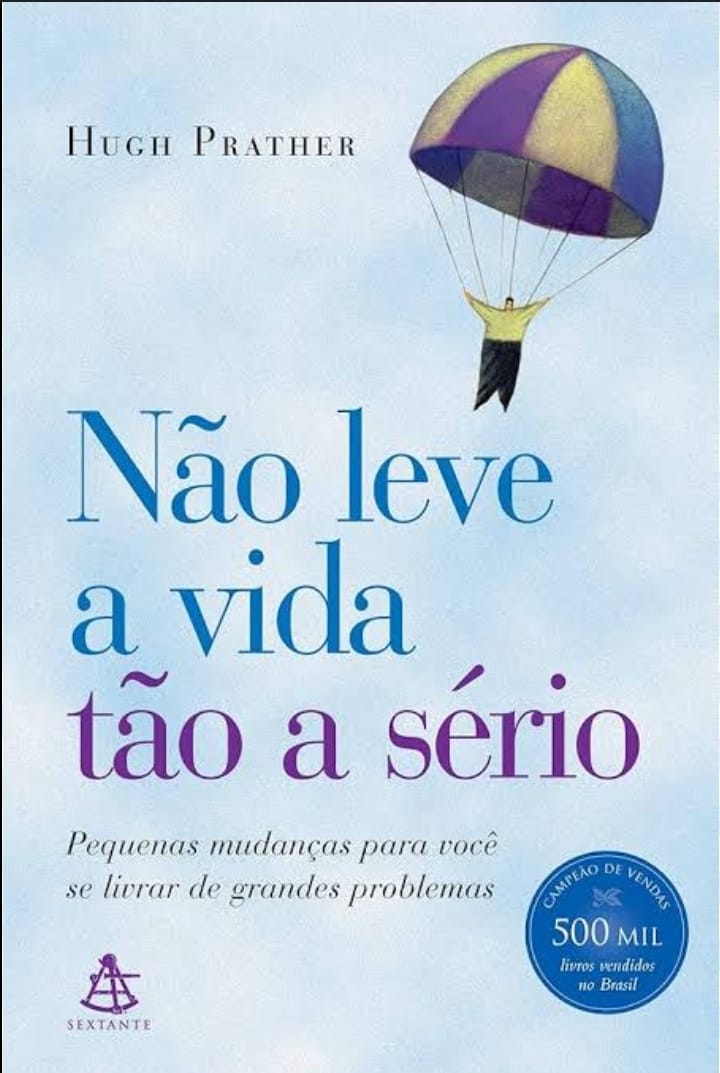 HUGH PRATHER
Não leve
a vida
tão a sério
Pequenas mudanças para você
se livrar de grandes problemas
CAMPEÃO DE VENDAS
500 MIL
livros vendidos
no Brasil
SEXTANTE